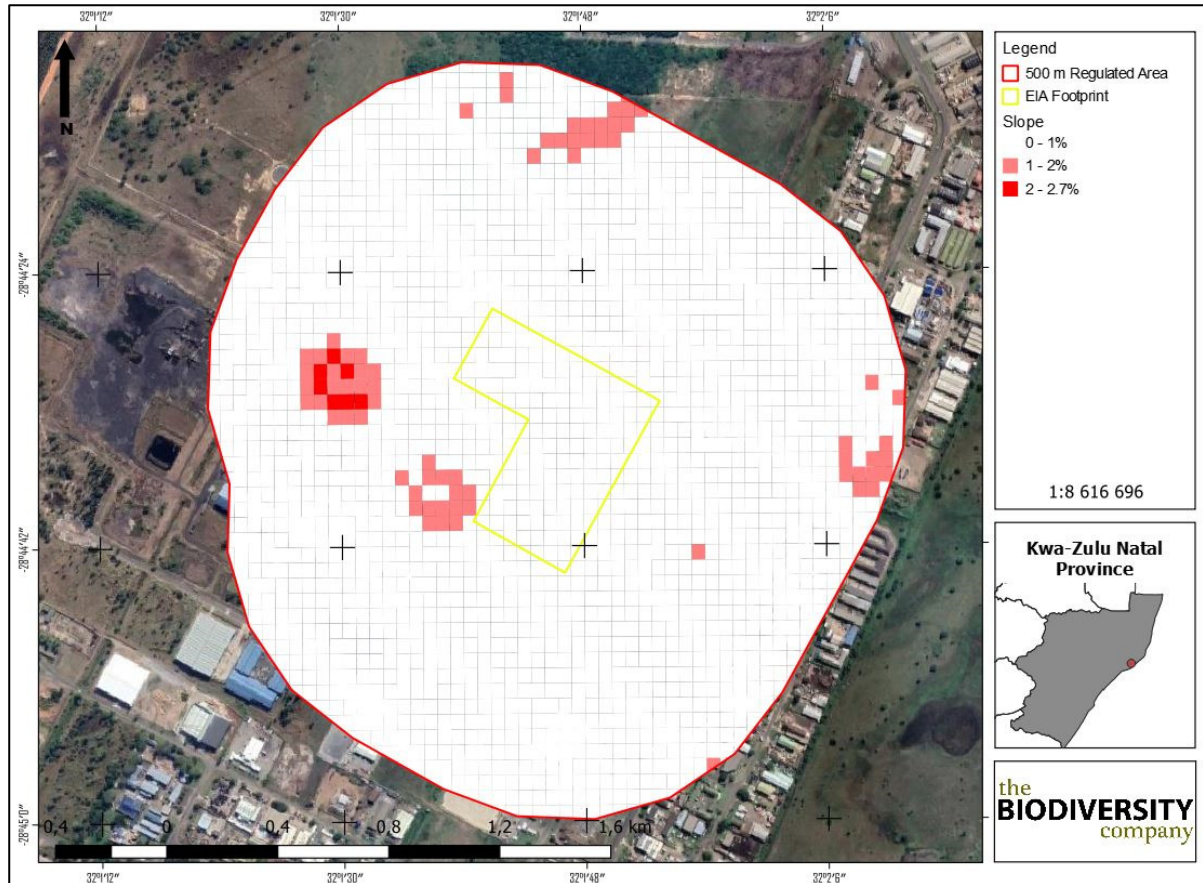 32°1'12" 32°1'30" 32°1'48" 32°2'6"
N
-28°44'24"
-28°44'42"
-28°45'0"
0,4 0 0,4 0,8 1,2 1,6 km
32°1'12" 32°1'30" 32°1'48" 32°2'6"
Legend
500 m Regulated Area
EIA Footprint
Slope
0 - 1%
1 - 2%
2 - 2.7%
1:8 616 696
Kwa-Zulu Natal
Province
the
BIODIVERSITY
company